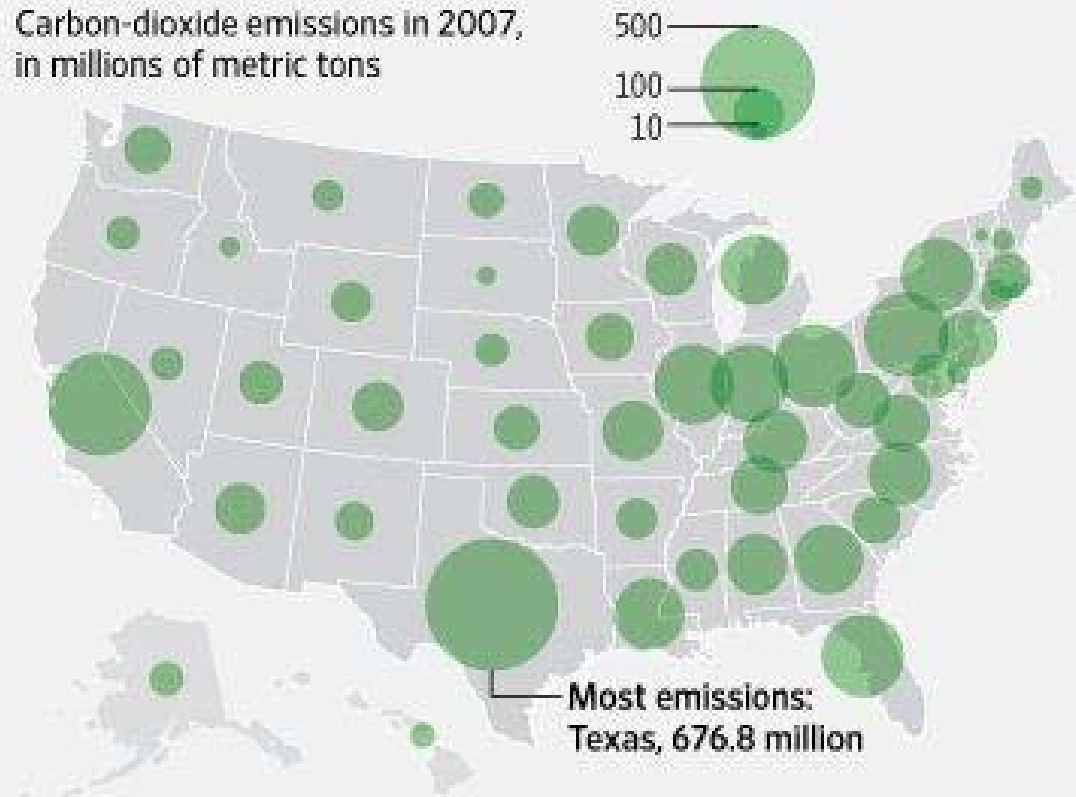 Carbon-dioxide emissions in 2007,
in millions of metric tons
500
100
10
Most emissions:
Texas, 676.8 million